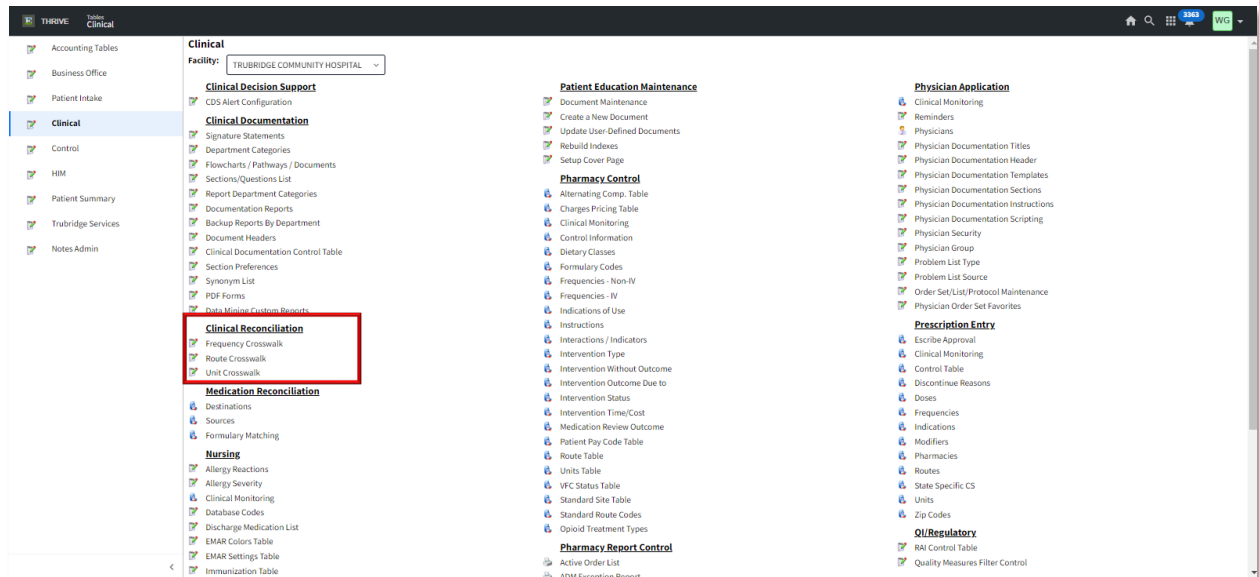 THRIVE
Tables
Clinical
3363
WG
Accounting Tables
Business Office
Patient Intake
Clinical
Control
HIM
Patient Summary
Trubridge Services
Notes Admin
Clinical
Facility: TRUBRIDGE COMMUNITY HOSPITAL
Clinical Decision Support
CDS Alert Configuration
Clinical Documentation
Signature Statements
Department Categories
Flowcharts / Pathways / Documents
Sections/Questions List
Report Department Categories
Documentation Reports
Backup Reports By Department
Document Headers
Clinical Documentation Control Table
Section Preferences
Synonym List
PDF Forms
Data Mining Custom Reports
Clinical Reconciliation
Frequency Crosswalk
Route Crosswalk
Unit Crosswalk
Medication Reconciliation
Destinations
Sources
Formulary Matching
Nursing
Allergy Reactions
Allergy Severity
Clinical Monitoring
Database Codes
Discharge Medication List
EMAR Colors Table
EMAR Settings Table
Immunization Table
Patient Education Maintenance
Document Maintenance
Create a New Document
Update User-Defined Documents
Rebuild Indexes
Setup Cover Page
Pharmacy Control
Alternating Comp. Table
Charges Pricing Table
Clinical Monitoring
Control Information
Dietary Classes
Formulary Codes
Frequencies - Non-IV
Frequencies - IV
Indications of Use
Instructions
Interactions / Indicators
Intervention Type
Intervention Without Outcome
Intervention Outcome Due to
Intervention Status
Intervention Time/Cost
Medication Review Outcome
Patient Pay Code Table
Route Table
Units Table
VFC Status Table
Standard Site Table
Standard Route Codes
Opioid Treatment Types
Pharmacy Report Control
Active Order List
ADM Exception Report
Physician Application
Clinical Monitoring
Reminders
Physicians
Physician Documentation Titles
Physician Documentation Header
Physician Documentation Templates
Physician Documentation Sections
Physician Documentation Instructions
Physician Documentation Scripting
Physician Security
Physician Group
Problem List Type
Problem List Source
Order Set/List/Protocol Maintenance
Physician Order Set Favorites
Prescription Entry
Escribe Approval
Clinical Monitoring
Control Table
Discontinue Reasons
Doses
Frequencies
Indications
Modifiers
Pharmacies
Routes
State Specific CS
Units
Zip Codes
QI/Regulatory
RAI Control Table
Quality Measures Filter Control